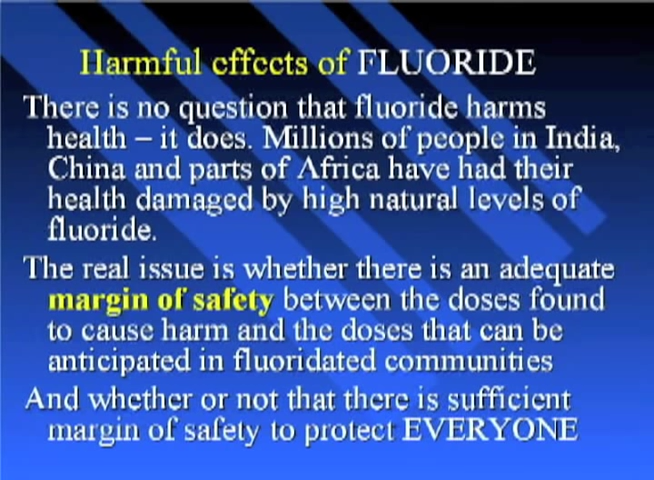 Harmful effects of FLUORIDE
There is no question that fluoride harms
health – it does. Millions of people in India,
China and parts of Africa have had their
health damaged by high natural levels of
fluoride.
The real issue is whether there is an adequate
margin of safety between the doses found
to cause harm and the doses that can be
anticipated in fluoridated communities
And whether or not that there is sufficient
margin of safety to protect EVERYONE